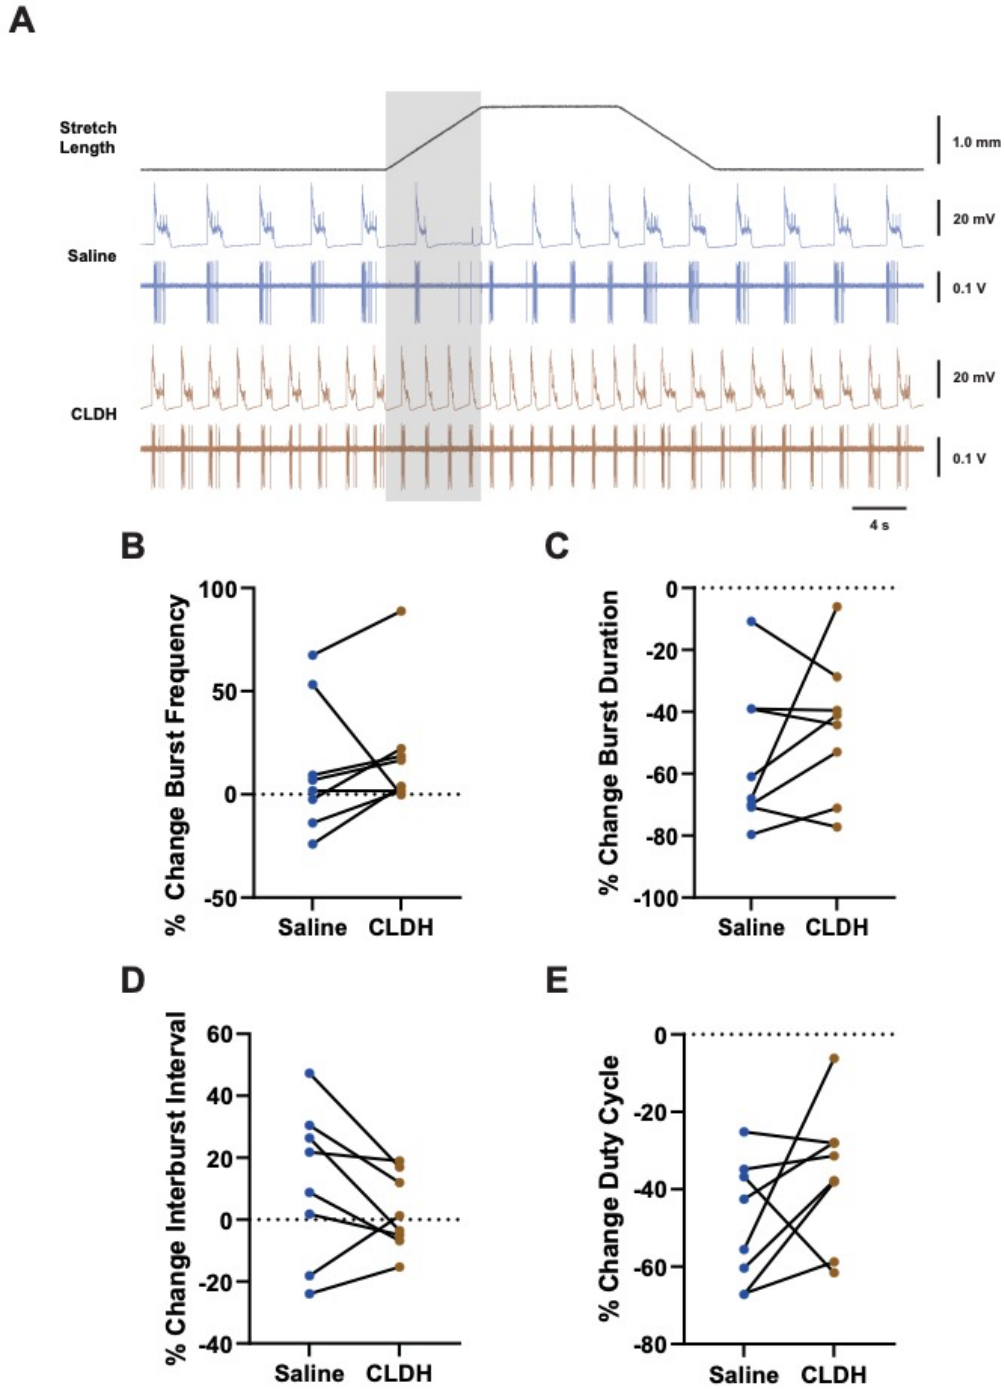 A
Stretch
Length
1.0 mm
20 mV
Saline
0.1 V
20 mV
CLDH
0.1 V
4 s
B
C
% Change Burst Frequency
100
50
0
-50
Saline CLDH
% Change Burst Duration
0
-20
-40
-60
-80
-100
Saline CLDH
D
E
% Change Interburst Interval
60
40
20
0
-20
-40
Saline CLDH
% Change Duty Cycle
0
-20
-40
-60
-80
Saline CLDH